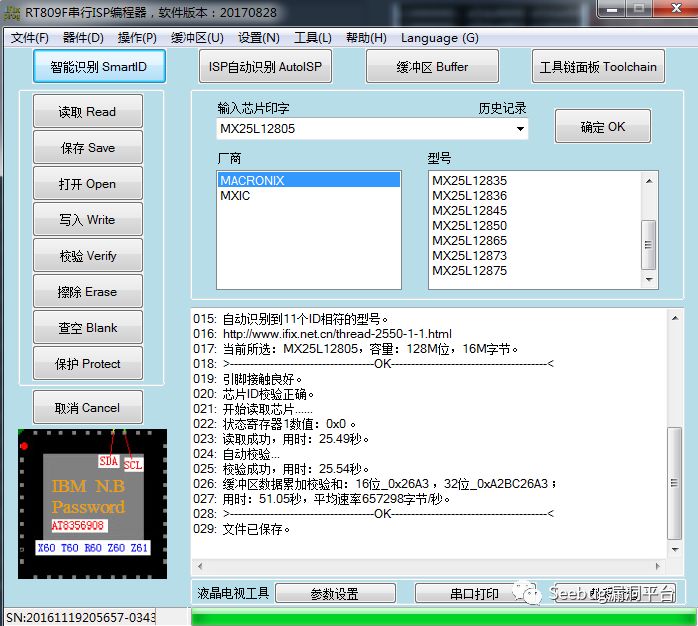 RT809F串行ISP编程器，软件版本：20170828
文件(F) 器件(D) 操作(P) 缓冲区(U) 设置(N) 工具(L) 帮助(H) Language (G)
智能识别 SmartID
ISP自动识别 AutoISP
缓冲区 Buffer
工具链面板 Toolchain
读取 Read
保存 Save
打开 Open
写入 Write
校验 Verify
擦除 Erase
查空 Blank
保护 Protect
取消 Cancel
输入芯片印字
历史记录
MX25L12805
确定 OK
厂商
型号
MACRONIX
MXIC
MX25L12835
MX25L12836
MX25L12845
MX25L12850
MX25L12865
MX25L12873
MX25L12875
015: 自动识别到11个ID相符的型号。
016: http://www.ifix.net.cn/thread-2550-1-1.html
017: 当前所选：MX25L12805，容量：128M位，16M字节。
018: >-----------------------------------OK-----------------------------------<
019: 引脚接触良好。
020: 芯片ID校验正确。
021: 开始读取芯片......
022: 状态寄存器1数值：0x0 。
023: 读取成功，用时：25.49秒。
024: 自动校验...
025: 校验成功，用时：25.54秒。
026: 缓冲区数据累加校验和：16位_0x26A3 ，32位_0xA2BC26A3 ；
027: 用时：51.05秒，平均速率657298字节/秒。
028: >-----------------------------------OK-----------------------------------<
029: 文件已保存。
SDA
SCL
IBM N.B
Password
AT8356908
X60 T60 R60 Z60 Z61
液晶电视工具
参数设置
串口打印
Seebug漏洞平台
SN:20161119205657-0343